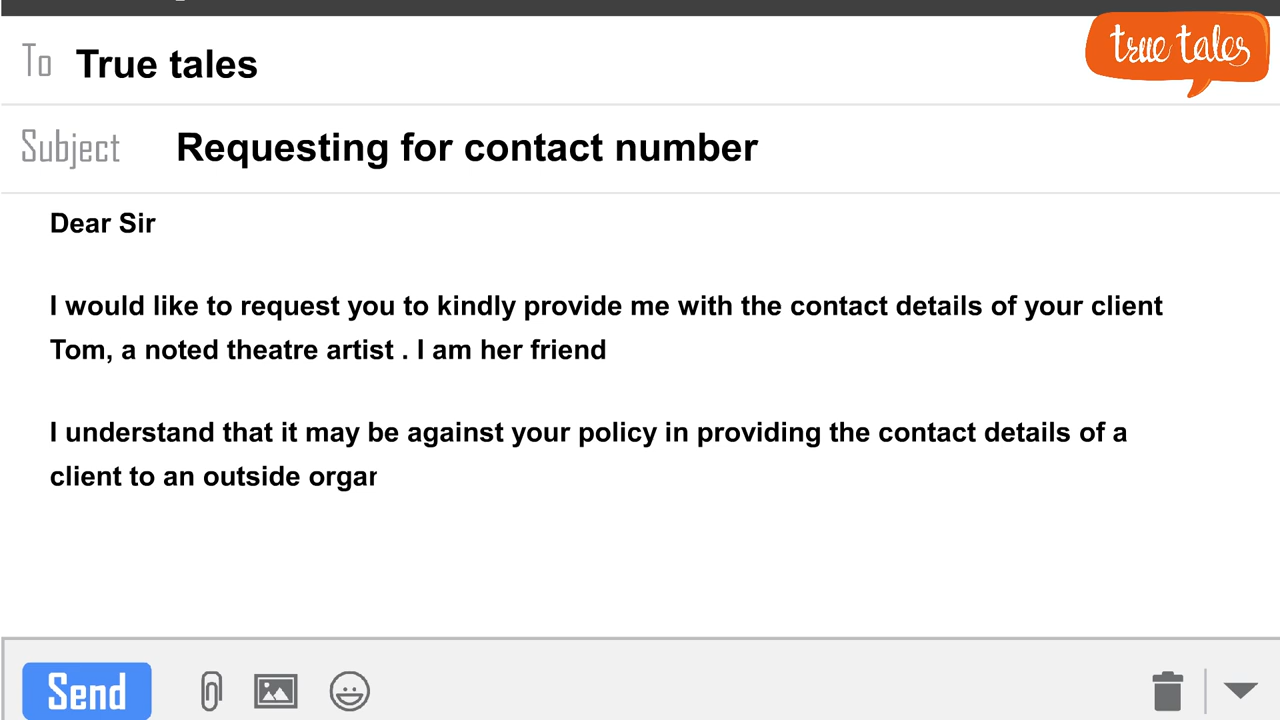 To True tales
true tales
Subject Requesting for contact number
Dear Sir
I would like to request you to kindly provide me with the contact details of your client
Tom, a noted theatre artist . I am her friend
I understand that it may be against your policy in providing the contact details of a
client to an outside orgar
Send